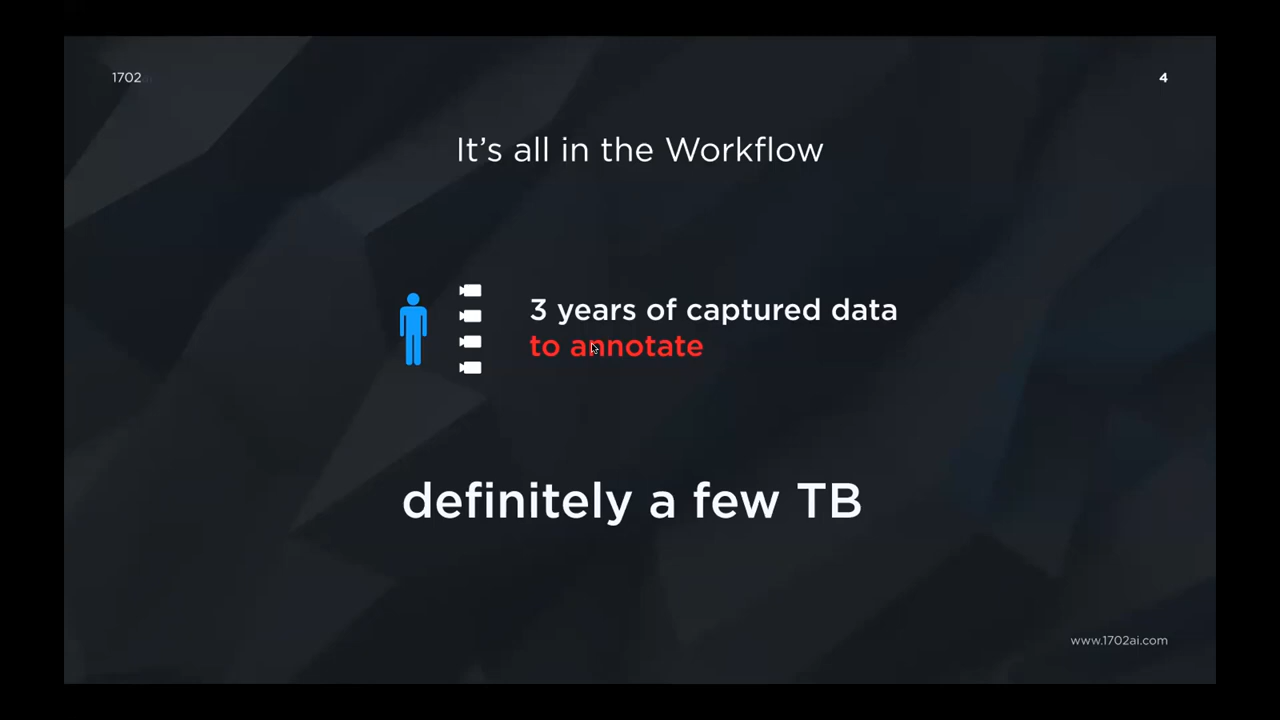 1702
4
It's all in the Workflow
3 years of captured data
to annotate
definitely a few TB
www.1702ai.com